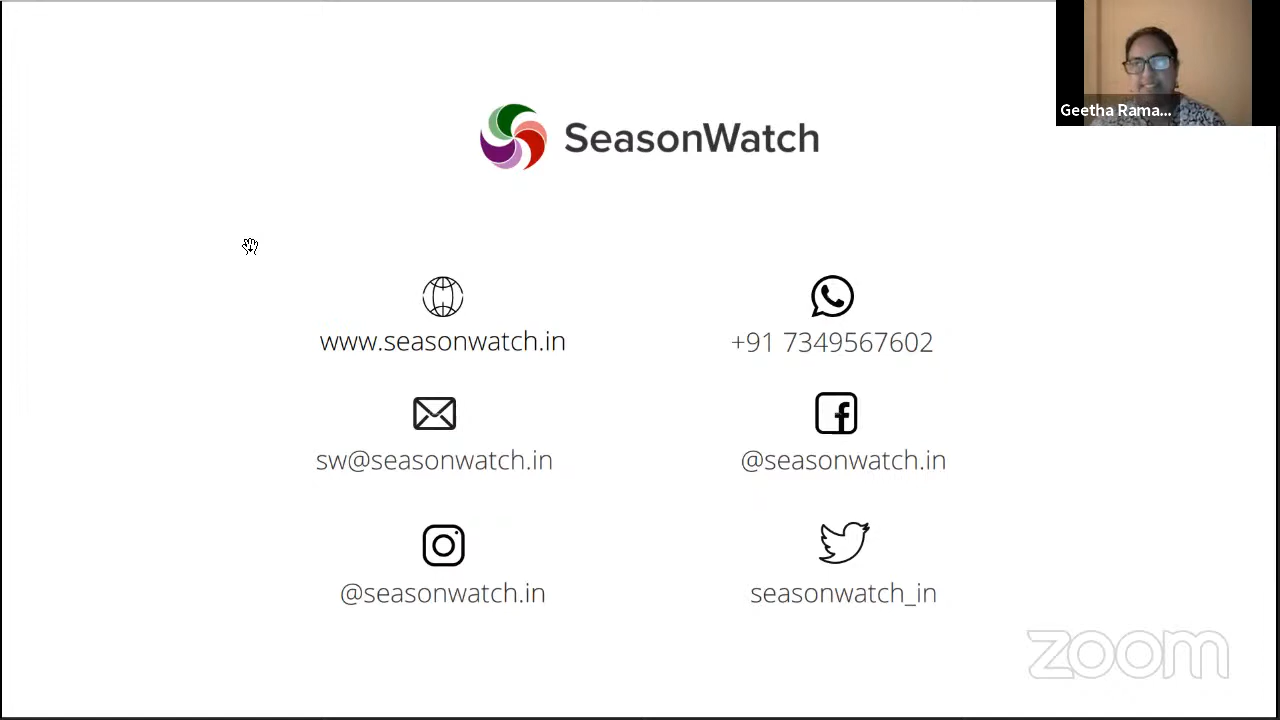 Geetha Rama...
SeasonWatch
www.seasonwatch.in
+91 7349567602
sw@seasonwatch.in
@seasonwatch.in
@seasonwatch.in
seasonwatch_in
zoom